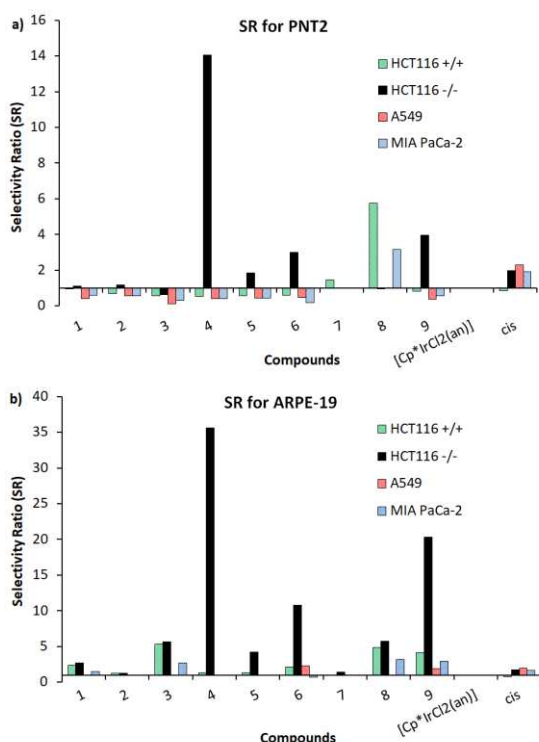 a)
SR for PNT2
HCT116 +/+
HCT116 -/-
A549
MIA PaCa-2
Selectivity Ratio (SR)
16
14
12
10
8
6
4
2
0
1 2 3 4 5 6 7 8 9 [Cp*IrCl2(an)] cis
Compounds
b)
SR for ARPE-19
HCT116 +/+
HCT116 -/-
A549
MIA PaCa-2
Selectivity Ratio (SR)
40
35
30
25
20
15
10
5
0
1 2 3 4 5 6 7 8 9 [Cp*IrCl2(an)] cis
Compounds